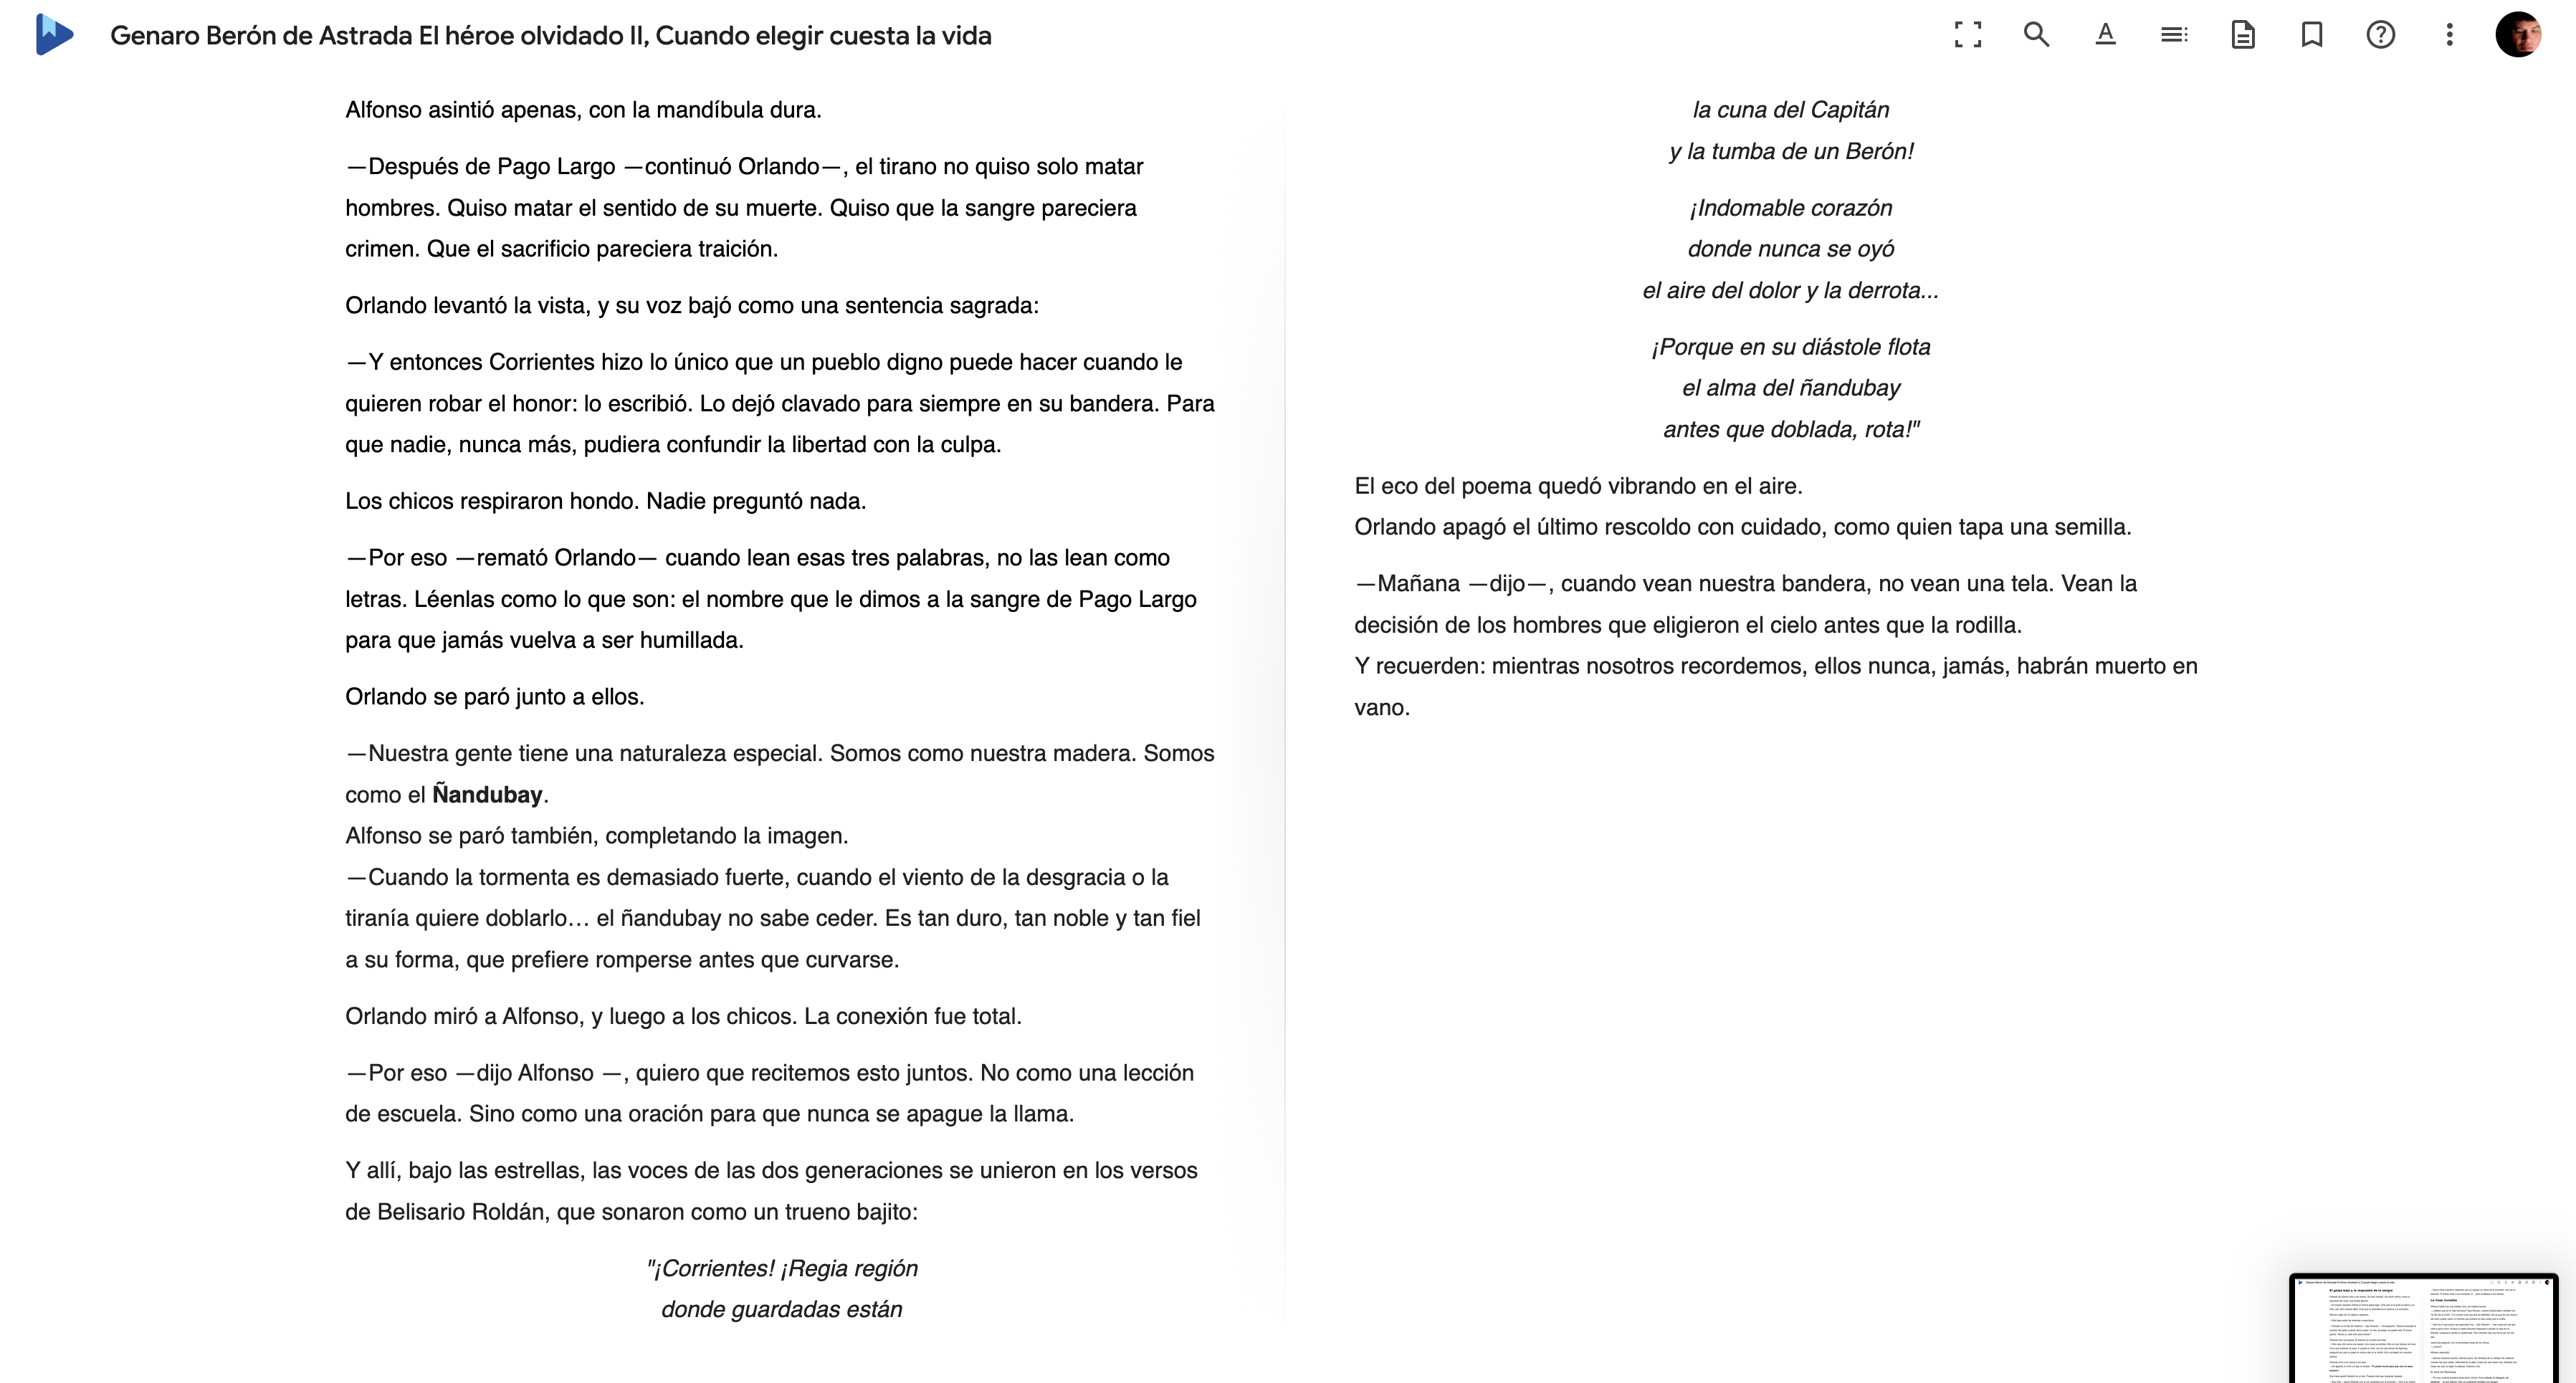 Genaro Berón de Astrada El héroe olvidado II, Cuando elegir cuesta la vida
Alfonso asintió apenas, con la mandíbula dura.
—Después de Pago Largo —continuó Orlando—, el tirano no quiso solo matar
hombres. Quiso matar el sentido de su muerte. Quiso que la sangre pareciera
crimen. Que el sacrificio pareciera traición.
Orlando levantó la vista, y su voz bajó como una sentencia sagrada:
—Y entonces Corrientes hizo lo único que un pueblo digno puede hacer cuando le
quieren robar el honor: lo escribió. Lo dejó clavado para siempre en su bandera. Para
que nadie, nunca más, pudiera confundir la libertad con la culpa.
Los chicos respiraron hondo. Nadie preguntó nada.
—Por eso —remató Orlando— cuando lean esas tres palabras, no las lean como
letras. Léenlas como lo que son: el nombre que le dimos a la sangre de Pago Largo
para que jamás vuelva a ser humillada.
Orlando se paró junto a ellos.
—Nuestra gente tiene una naturaleza especial. Somos como nuestra madera. Somos
como el Ñandubay.
Alfonso se paró también, completando la imagen.
—Cuando la tormenta es demasiado fuerte, cuando el viento de la desgracia o la
tiranía quiere doblarlo… el ñandubay no sabe ceder. Es tan duro, tan noble y tan fiel
a su forma, que prefiere romperse antes que curvarse.
Orlando miró a Alfonso, y luego a los chicos. La conexión fue total.
—Por eso —dijo Alfonso —, quiero que recitemos esto juntos. No como una lección
de escuela. Sino como una oración para que nunca se apague la llama.
Y allí, bajo las estrellas, las voces de las dos generaciones se unieron en los versos
de Belisario Roldán, que sonaron como un trueno bajito:
"¡Corrientes! ¡Regia región
donde guardadas están
la cuna del Capitán
y la tumba de un Berón!
¡Indomable corazón
donde nunca se oyó
el aire del dolor y la derrota...
¡Porque en su diástole flota
el alma del ñandubay
antes que doblada, rota!"
El eco del poema quedó vibrando en el aire.
Orlando apagó el último rescoldo con cuidado, como quien tapa una semilla.
—Mañana —dijo—, cuando vean nuestra bandera, no vean una tela. Vean la
decisión de los hombres que eligieron el cielo antes que la rodilla.
Y recuerden: mientras nosotros recordemos, ellos nunca, jamás, habrán muerto en
vano.